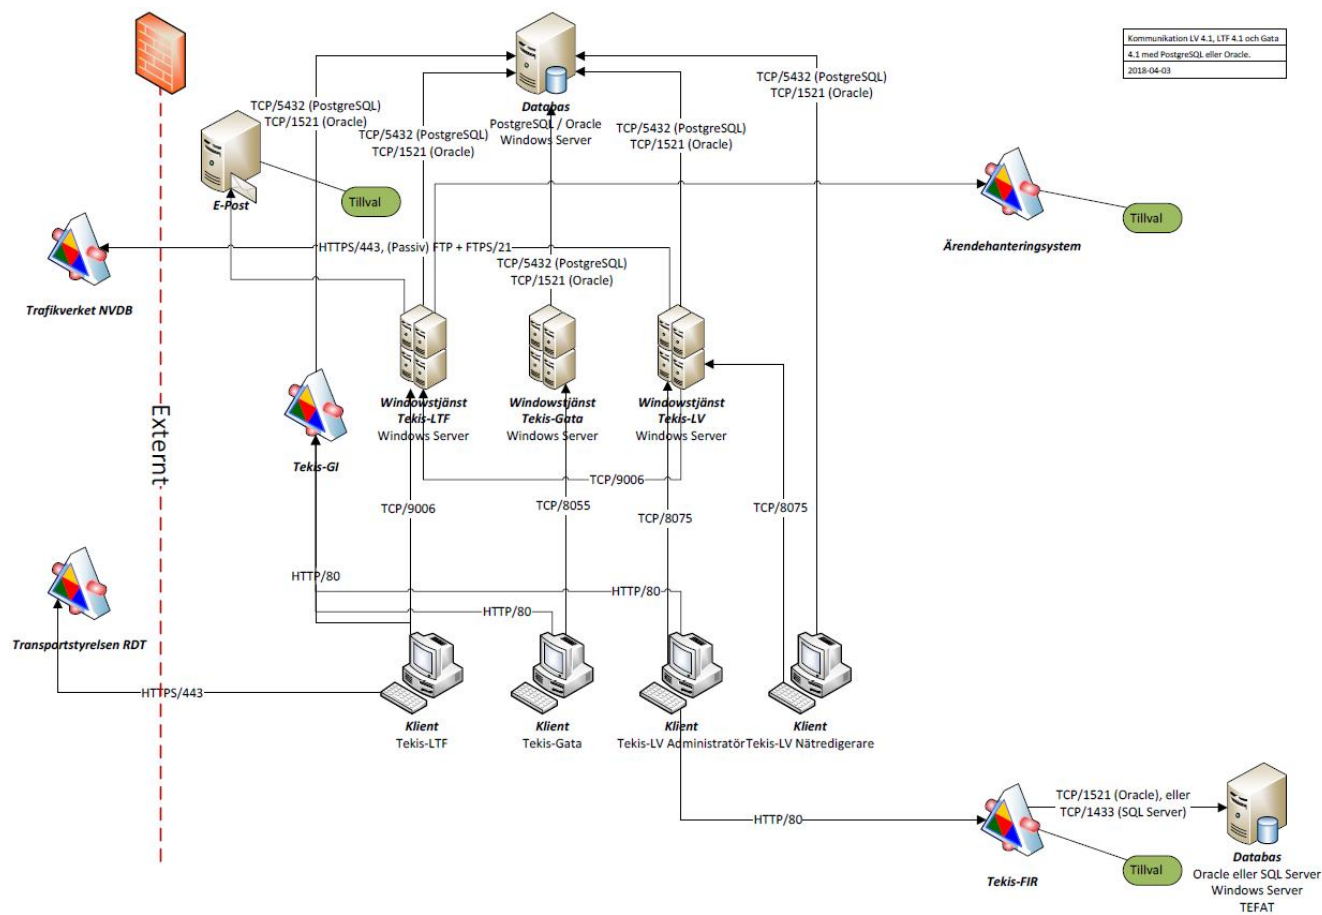 Kommunikation LV 4.1, LTF 4.1 och Gata
4.1 med PostgreSQL eller Oracle.
2018-04-03
TCP/5432 (PostgreSQL)
TCP/1521 (Oracle)
Databas
PostgreSQL / Oracle
Windows Server
TCP/5432 (PostgreSQL)
TCP/1521 (Oracle)
TCP/5432 (PostgreSQL)
TCP/1521 (Oracle)
TCP/5432 (PostgreSQL)
TCP/1521 (Oracle)
E-Post
Tillval
Tillval
Ärendehanteringsystem
HTTPS/443, (Passiv) FTP + FTPS/21
TCP/5432 (PostgreSQL)
TCP/1521 (Oracle)
Trafikverket NVDB
Windowstjänst
Tekis-LTF
Windows Server
Windowstjänst
Tekis-Gata
Windows Server
Windowstjänst
Tekis-LV
Windows Server
Externt
Tekis-GI
TCP/9006
TCP/9006
TCP/8055
TCP/8075
TCP/8075
HTTP/80
HTTP/80
HTTP/80
Transportstyrelsen RDT
HTTPS/443
Klient
Tekis-LTF
Klient
Tekis-Gata
Klient
Tekis-LV Administratör
Klient
Tekis-LV Nätredigerare
HTTP/80
TCP/1521 (Oracle), eller
TCP/1433 (SQL Server)
Tekis-FIR
Tillval
Databas
Oracle eller SQL Server
Windows Server
TEFAT